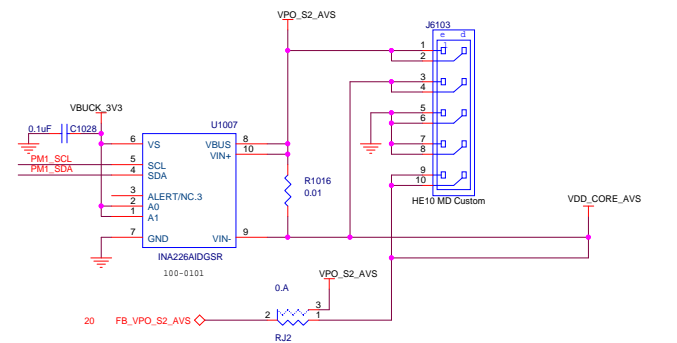 VPO_S2_AVS
J6103
e d
1
1
2
3
4
5
6
7
8
9
10
HE10 MD Custom
VBUCK_3V3
0.1uF C1028
U1007
6 VS VBUS 8
VIN+ 10
PM1_SCL 5 SCL
PM1_SDA 4 SDA
R1016
0.01
3 ALERT/NC.3
2 A0
1 A1
7 GND VIN- 9
INA226AIDGSR
100-0101
VDD_CORE_AVS
VPO_S2_AVS
0.A
3
20 FB_VPO_S2_AVS 2 1
RJ2